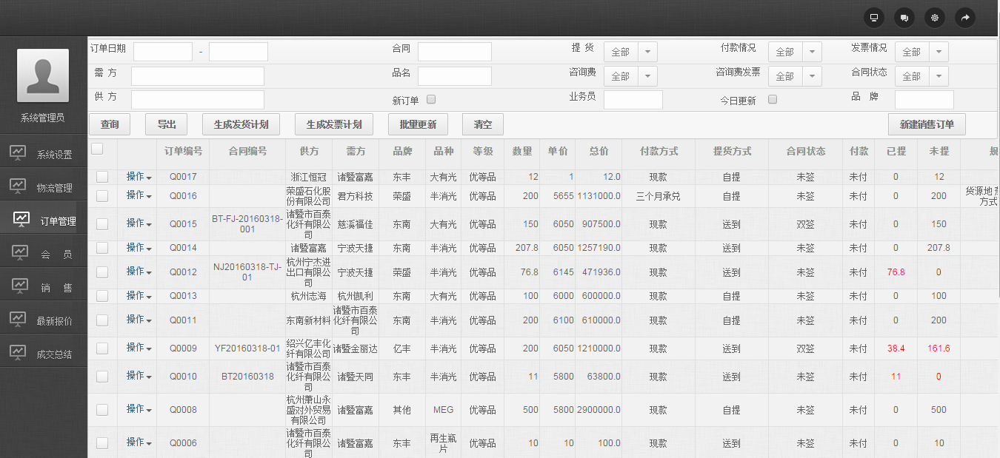 订单日期 - 合同 提 货 全部 付款情况 全部 发票情况 全部
需 方 品名 咨询费 全部 咨询费发票 全部 合同状态 全部
供 方 新订单 业务员 今日更新 品 牌
查询 导出 生成发货计划 生成发票计划 批量更新 清空 新建销售订单
系统管理员
系统设置
物流管理
订单管理
会 员
销 售
最新报价
成交总结
订单编号 合同编号 供方 需方 品牌 品种 等级 数量 单价 总价 付款方式 提货方式 合同状态 付款 已提 未提
操作 Q0017 浙江恒冠 诸暨富嘉 东丰 大有光 优等品 12 1 12.0 现款 自提 未签 未付 0 12
操作 Q0016 荣盛石化股份有限公司 君方科技 荣盛 半消光 优等品 200 5655 1131000.0 三个月承兑 自提 未签 未付 0 200 货源地 方式
操作 Q0015 BT-FJ-20160318-001 诸暨市百泰化纤有限公司 慈溪福佳 东南 大有光 优等品 150 6050 907500.0 现款 送到 双签 未付 0 150
操作 Q0014 诸暨富嘉 宁波天捷 东南 半消光 优等品 207.8 6050 1257190.0 现款 送到 未签 未付 0 207.8
操作 Q0012 NJ20160318-TJ-01 杭州宁杰进出口有限公司 宁波天捷 荣盛 半消光 优等品 76.8 6145 471936.0 现款 送到 未签 未付 76.8 0
操作 Q0013 杭州志海 杭州凯利 东南 大有光 优等品 100 6000 600000.0 现款 自提 未签 未付 0 100
操作 Q0011 东南新材料 诸暨市百泰化纤有限公司 东南 半消光 优等品 200 6100 610000.0 现款 自提 未签 未付 0 200
操作 Q0009 YF20160318-01 绍兴亿丰化纤有限公司 诸暨金丽达 亿丰 半消光 优等品 200 6050 1210000.0 现款 送到 双签 未付 38.4 161.6
操作 Q0010 BT20160318 诸暨市百泰化纤有限公司 诸暨天同 东丰 半消光 优等品 11 5800 63800.0 现款 送到 未签 未付 11 0
操作 Q0008 杭州萧山永盛对外贸易有限公司 诸暨富嘉 其他 MEG 优等品 500 5800 2900000.0 现款 自提 未签 未付 0 500
操作 Q0006 诸暨市百泰化纤有限公司 诸暨富嘉 东丰 再生瓶片 优等品 10 10 100.0 现款 送到 未签 未付 0 10